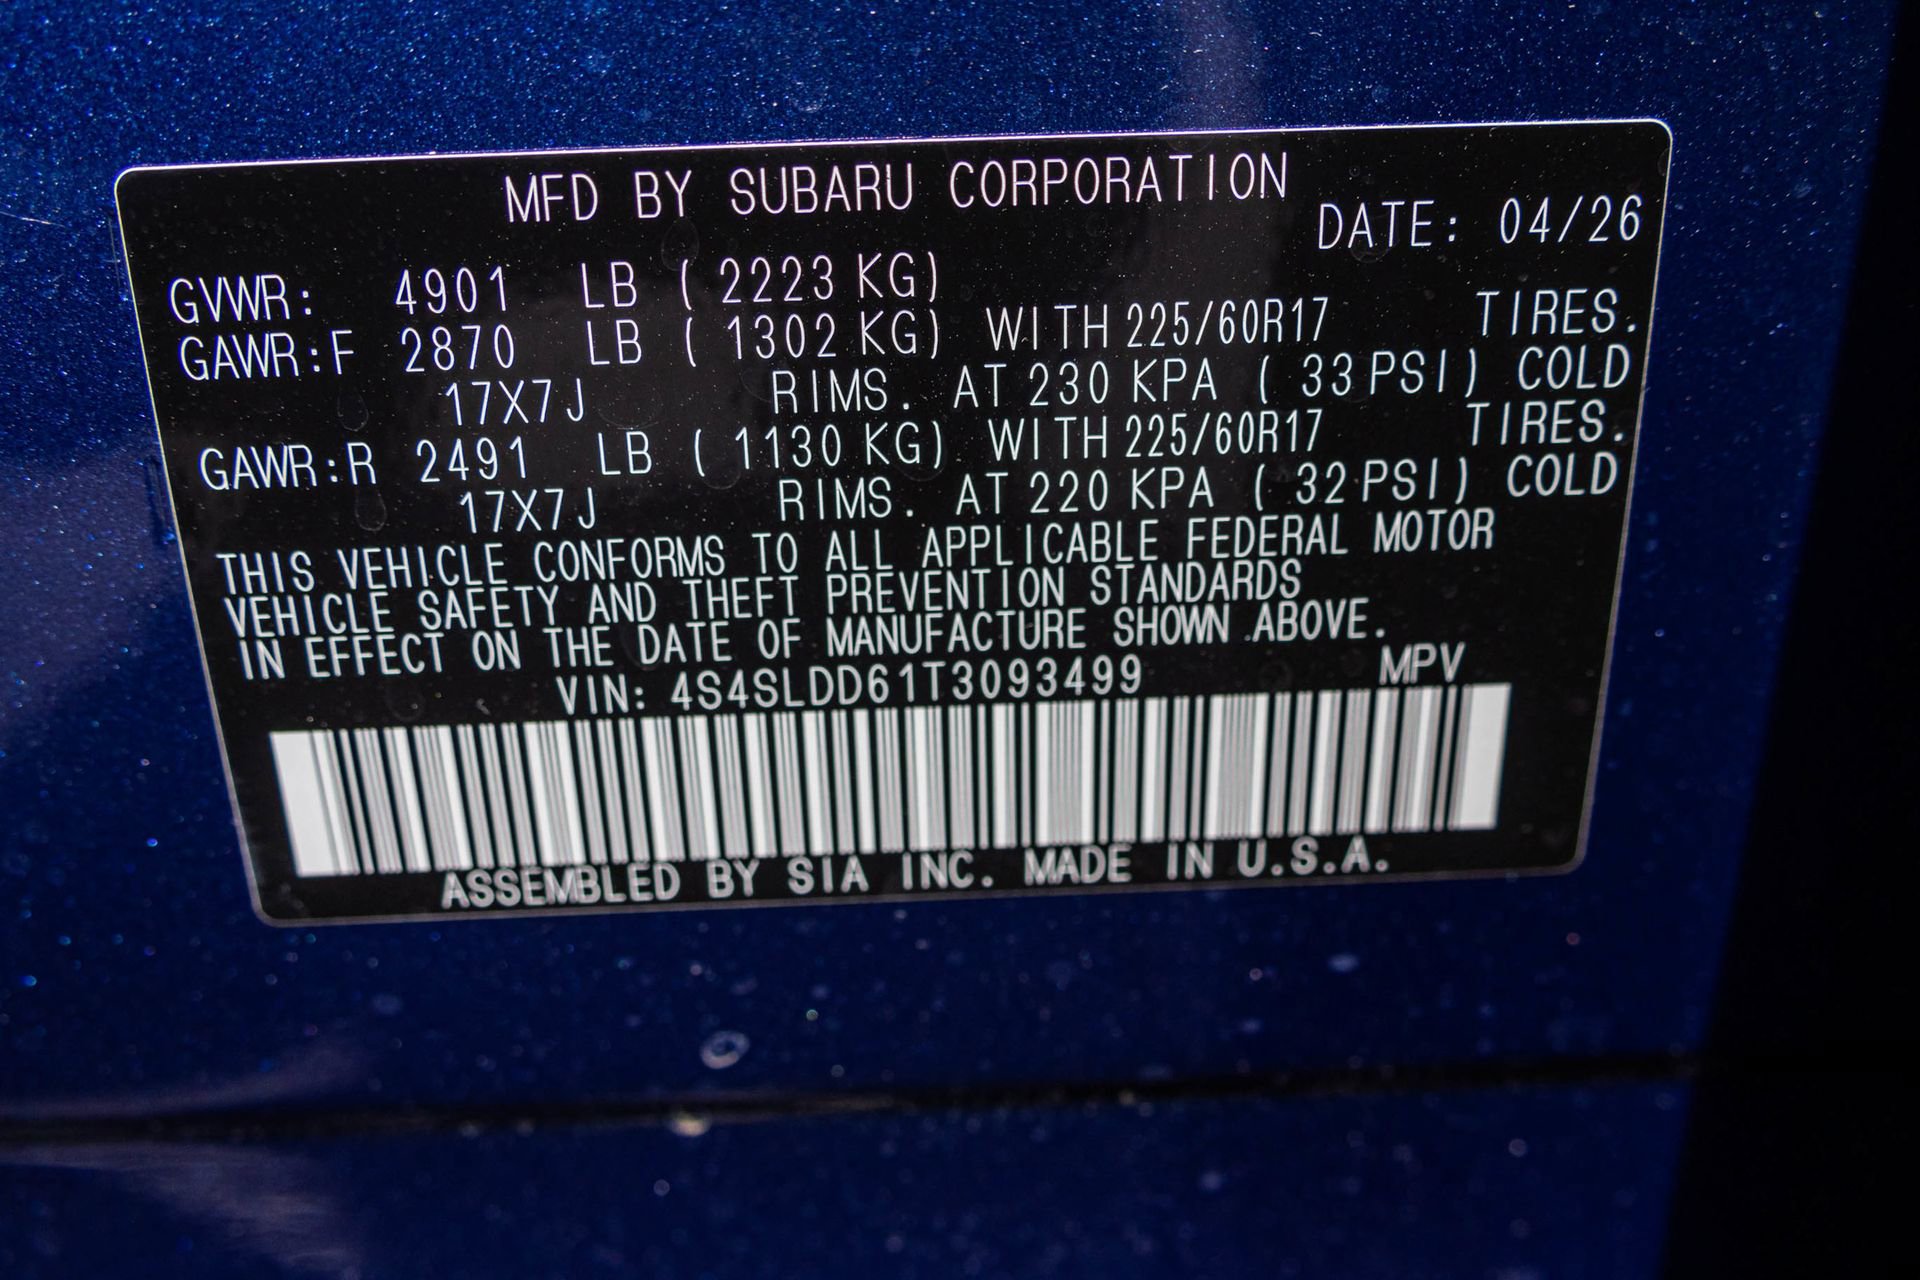 MFD BY SUBARU CORPORATION
DATE: 04/26
GVWR: 4901 LB ( 2223 KG)
GAWR:F 2870 LB ( 1302 KG) WITH 225/60R17 TIRES.
17X7J RIMS. AT 230 KPA ( 33 PSI) COLD
GAWR:R 2491 LB ( 1130 KG) WITH 225/60R17 TIRES.
17X7J RIMS. AT 220 KPA ( 32 PSI) COLD
THIS VEHICLE CONFORMS TO ALL APPLICABLE FEDERAL MOTOR
VEHICLE SAFETY AND THEFT PREVENTION STANDARDS
IN EFFECT ON THE DATE OF MANUFACTURE SHOWN ABOVE.
VIN: 4S4SLDD61T3093499 MPV
ASSEMBLED BY SIA INC. MADE IN U.S.A.